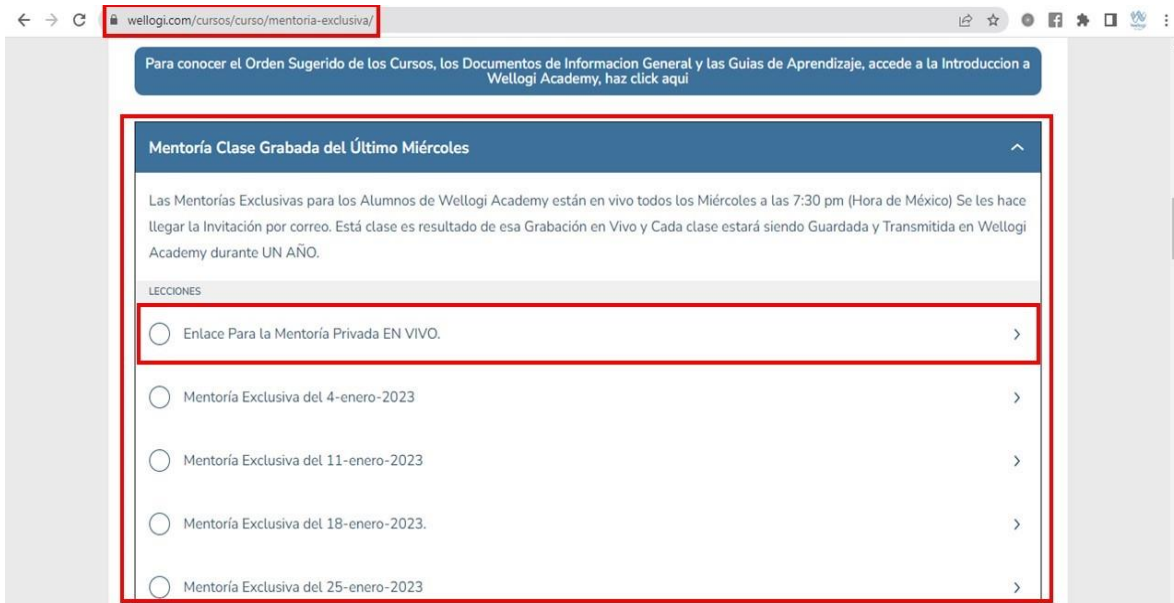 wellogi.com/cursos/curso/mentoria-exclusiva/
Para conocer el Orden Sugerido de los Cursos, los Documentos de Informacion General y las Guias de Aprendizaje, accede a la Introduccion a
Wellogi Academy, haz click aqui
Mentoría Clase Grabada del Último Miércoles
Las Mentorías Exclusivas para los Alumnos de Wellogi Academy están en vivo todos los Miércoles a las 7:30 pm (Hora de México) Se les hace
llegar la Invitación por correo. Está clase es resultado de esa Grabación en Vivo y Cada clase estará siendo Guardada y Transmitida en Wellogi
Academy durante UN AÑO.
LECCIONES
Enlace Para la Mentoría Privada EN VIVO.
Mentoría Exclusiva del 4-enero-2023
Mentoría Exclusiva del 11-enero-2023
Mentoría Exclusiva del 18-enero-2023.
Mentoría Exclusiva del 25-enero-2023